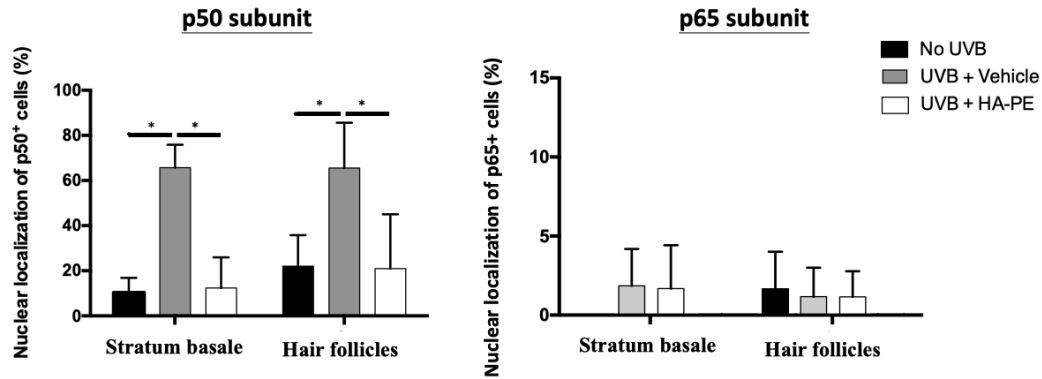 p50 subunit
Nuclear localization of p50⁺ cells (%)
100
80
60
40
20
0
* * * *
Stratum basale Hair follicles
p65 subunit
Nuclear localization of p65+ cells (%)
15
10
5
0
Stratum basale Hair follicles
No UVB
UVB + Vehicle
UVB + HA-PE